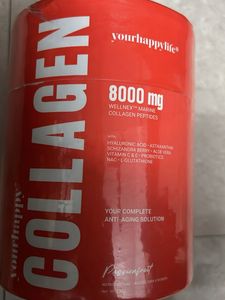 yourhappylife®
COLLAGEN
yourhappy
8000 mg
WELLNEX™ MARINE
COLLAGEN PEPTIDES
WITH
HYALURONIC ACID • ASTAXANTHIN
SCHIZANDRA BERRY • ALOE VERA
VITAMIN C & E • PROBIOTICS
NAC • L-GLUTATHIONE
YOUR COMPLETE
ANTI-AGING SOLUTION
Passionfruit